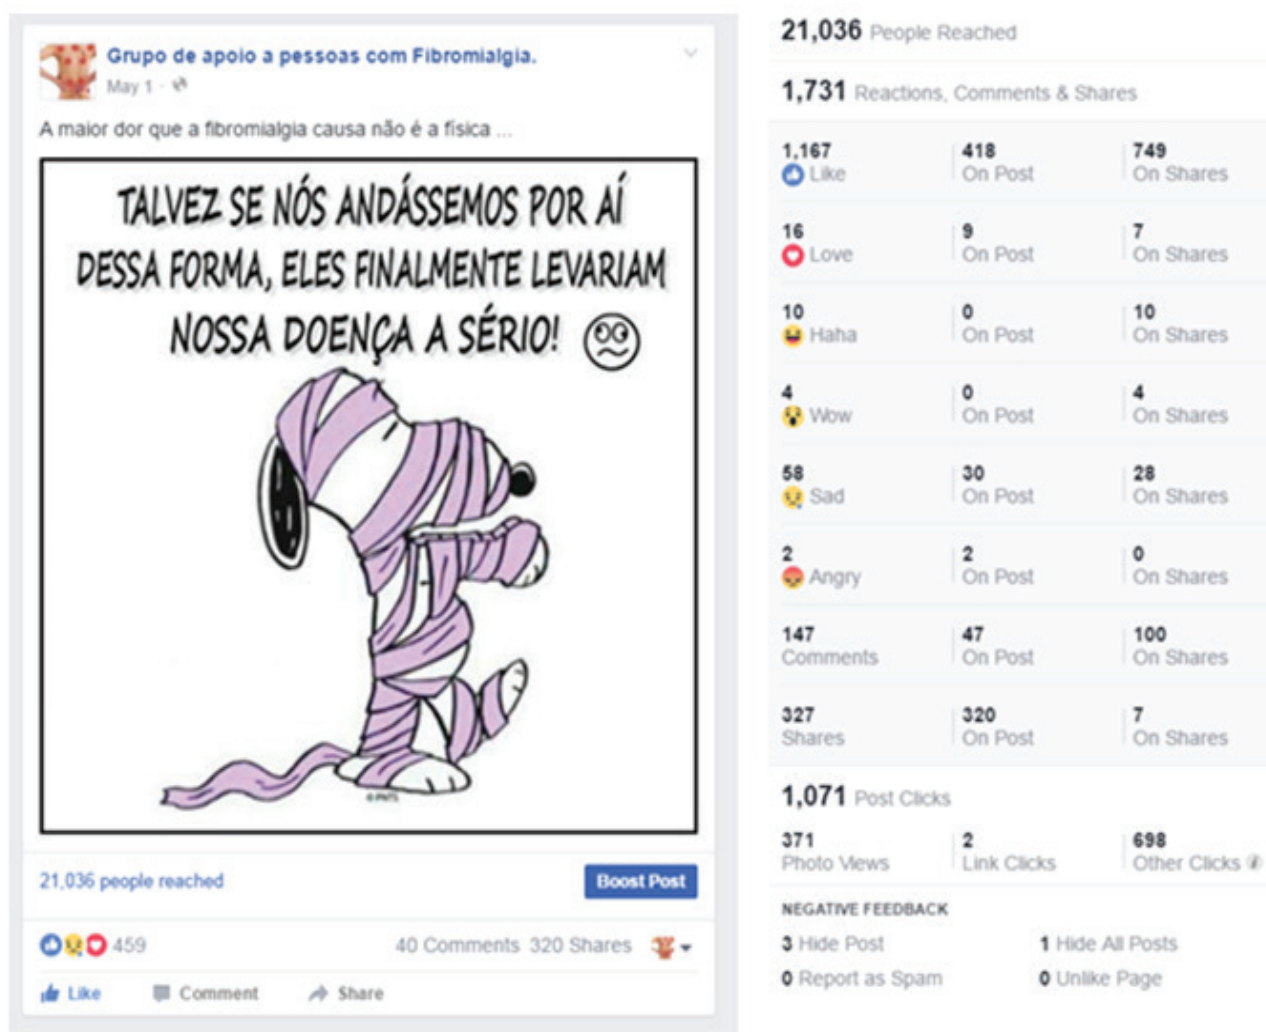 Grupo de apoio a pessoas com Fibromialgia.
May 1 ·
A maior dor que a fibromialgia causa não é a física ...
TALVEZ SE NÓS ANDÁSSEMOS POR AÍ
DESSA FORMA, ELES FINALMENTE LEVARIAM
NOSSA DOENÇA A SÉRIO!
© PNTS
21,036 people reached
Boost Post
459
40 Comments 320 Shares
Like Comment Share
21,036 People Reached
1,731 Reactions, Comments & Shares
1,167 418 749
Like On Post On Shares
16 9 7
Love On Post On Shares
10 0 10
Haha On Post On Shares
4 0 4
Wow On Post On Shares
58 30 28
Sad On Post On Shares
2 2 0
Angry On Post On Shares
147 47 100
Comments On Post On Shares
327 320 7
Shares On Post On Shares
1,071 Post Clicks
371 2 698
Photo Views Link Clicks Other Clicks
NEGATIVE FEEDBACK
3 Hide Post 1 Hide All Posts
0 Report as Spam 0 Unlike Page